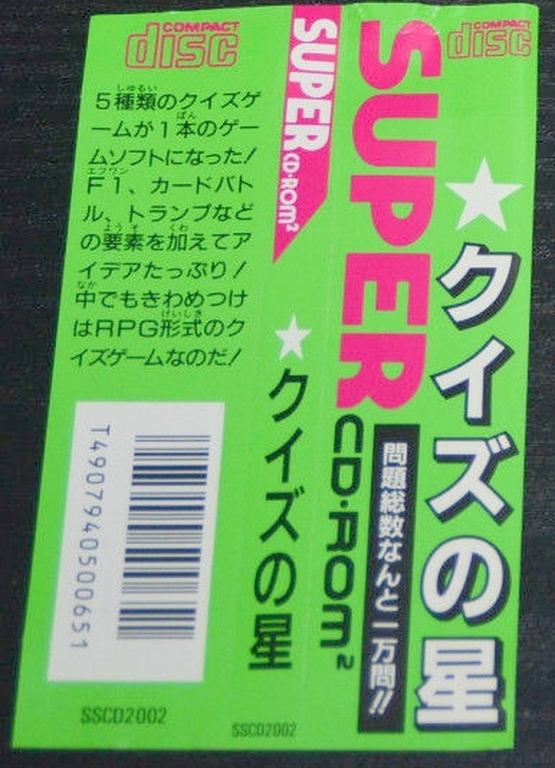 COMPACT
disc
5種類のクイズゲ
ームが1本のゲー
ムソフトになった!
F1、カードバト
ル、トランプなど
の要素を加えてア
イデアたっぷり!
中でもきわめつけ
はRPG形式のク
イズゲームなのだ!
T4907940500651
SSCD2002
SUPER CD-ROM²
★クイズの星
SSCD2002
SUPER CD-ROM²
問題総数なんと一万問!!
COMPACT
disc
★クイズの星